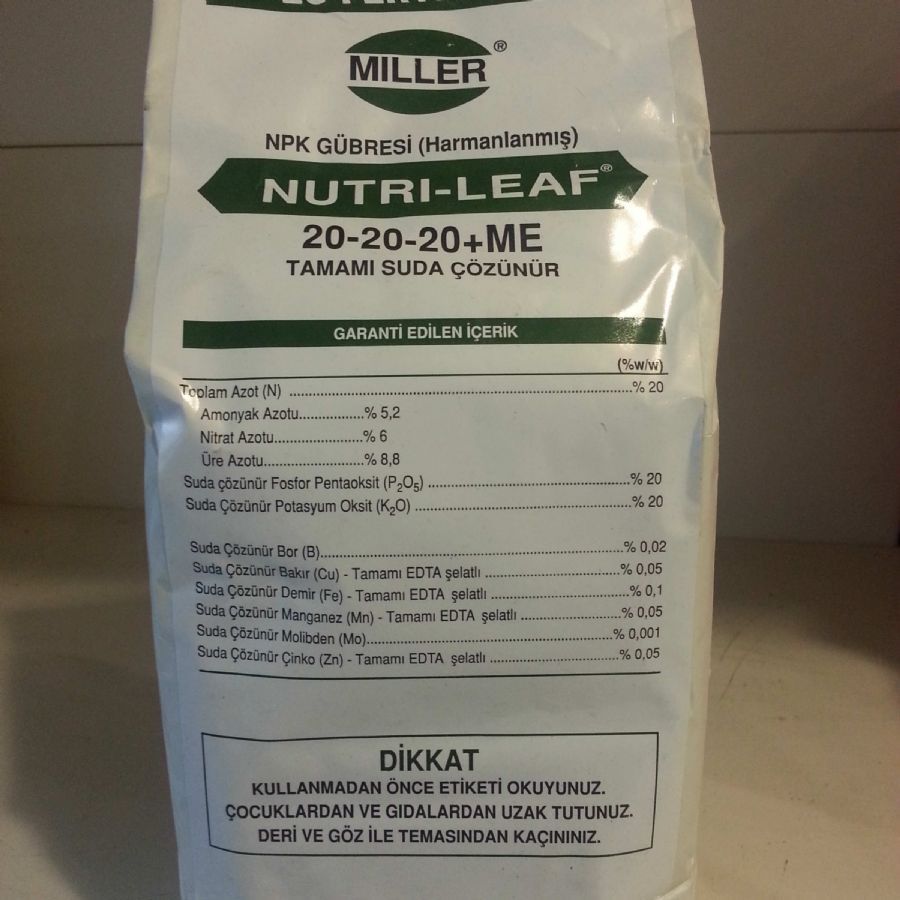 MILLER®
NPK GÜBRESİ (Harmanlanmış)
NUTRI-LEAF®
20-20-20+ME
TAMAMI SUDA ÇÖZÜNÜR
GARANTİ EDİLEN İÇERİK
(%w/w)
Toplam Azot (N) ........................................................................% 20
Amonyak Azotu................% 5,2
Nitrat Azotu......................% 6
Üre Azotu.........................% 8,8
Suda çözünür Fosfor Pentaoksit (P₂O₅) ..........................................% 20
Suda Çözünür Potasyum Oksit (K₂O) .............................................% 20
Suda Çözünür Bor (B)................................................................% 0,02
Suda Çözünür Bakır (Cu) - Tamamı EDTA şelatlı .............................% 0,05
Suda Çözünür Demir (Fe) - Tamamı EDTA şelatlı .............................% 0,1
Suda Çözünür Manganez (Mn) - Tamamı EDTA şelatlı .....................% 0,05
Suda Çözünür Molibden (Mo)....................................................% 0,001
Suda Çözünür Çinko (Zn) - Tamamı EDTA şelatlı ...........................% 0,05
DİKKAT
KULLANMADAN ÖNCE ETİKETİ OKUYUNUZ.
ÇOCUKLARDAN VE GIDALARDAN UZAK TUTUNUZ.
DERİ VE GÖZ İLE TEMASINDAN KAÇININIZ.